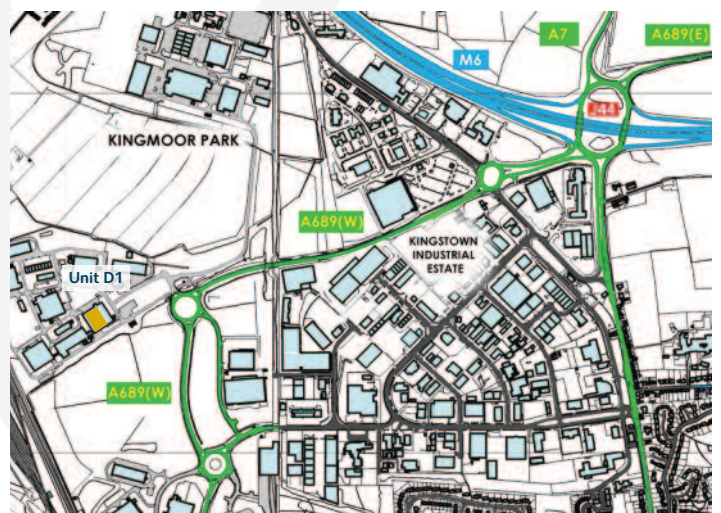 A7
A689(E)
M6
J44
KINGMOOR PARK
A689(W)
KINGSTOWN
INDUSTRIAL
ESTATE
Unit D1
A689(W)